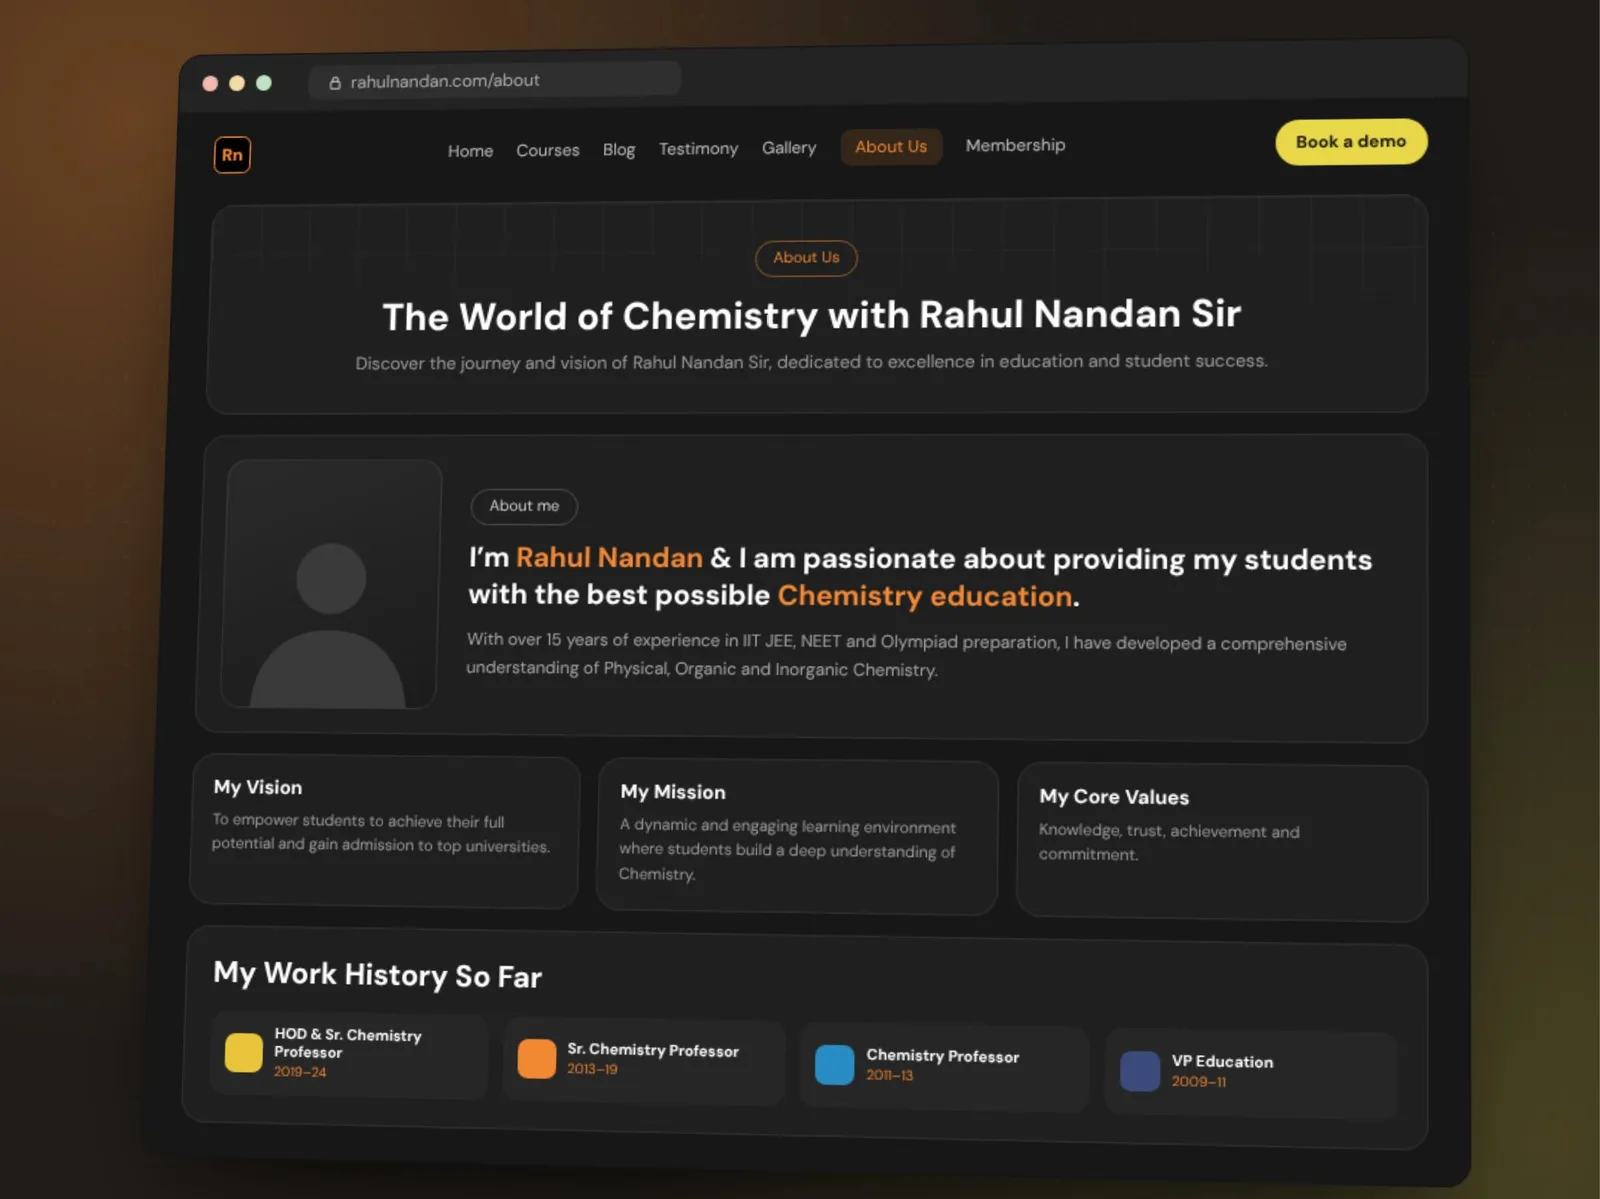 rahulnandan.com/about
Rn
Home Courses Blog Testimony Gallery About Us Membership
Book a demo
About Us
The World of Chemistry with Rahul Nandan Sir
Discover the journey and vision of Rahul Nandan Sir, dedicated to excellence in education and student success.
About me
I'm Rahul Nandan & I am passionate about providing my students
with the best possible Chemistry education.
With over 15 years of experience in IIT JEE, NEET and Olympiad preparation, I have developed a comprehensive
understanding of Physical, Organic and Inorganic Chemistry.
My Vision
To empower students to achieve their full
potential and gain admission to top universities.
My Mission
A dynamic and engaging learning environment
where students build a deep understanding of
Chemistry.
My Core Values
Knowledge, trust, achievement and
commitment.
My Work History So Far
HOD & Sr. Chemistry
Professor
2019–24
Sr. Chemistry Professor
2013–19
Chemistry Professor
2011–13
VP Education
2009–11